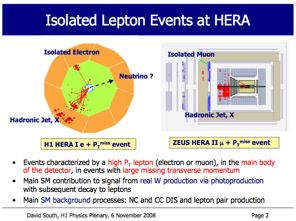 Isolated Lepton Events at HERA
Isolated Electron
Neutrino ?
Hadronic Jet, X
H1 HERA I e + P_T^miss event
Isolated Muon
Hadronic Jet, X
ZEUS HERA II μ + P_T^miss event
• Events characterized by a high P_T lepton (electron or muon), in the main body
of the detector, in events with large missing transverse momentum
• Main SM contribution to signal from real W production via photoproduction
with subsequent decay to leptons
• Main SM background processes: NC and CC DIS and lepton pair production
David South, H1 Physics Plenary, 6 November 2008
Page 2